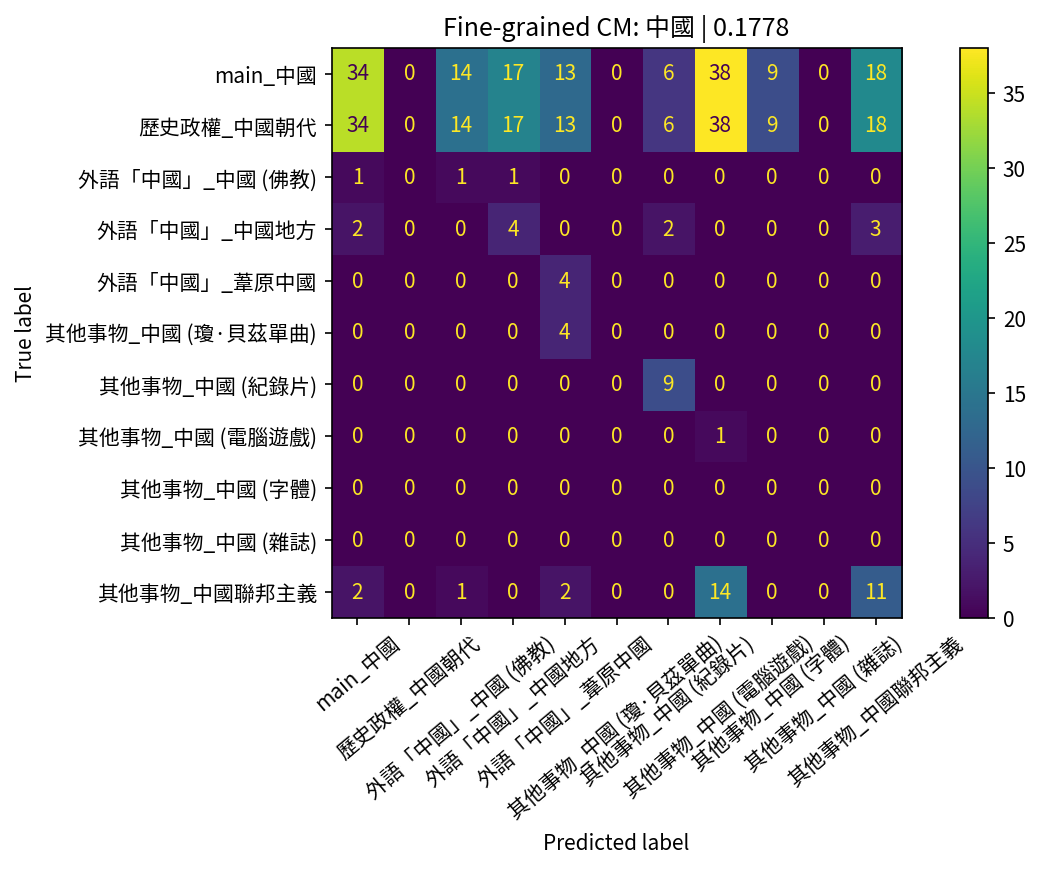 Fine-grained CM: 中國 | 0.1778
True label
main_中國 34 0 14 17 13 0 6 38 9 0 18
歷史政權_中國朝代 34 0 14 17 13 0 6 38 9 0 18
外語「中國」_中國 (佛教) 1 0 1 1 0 0 0 0 0 0 0
外語「中國」_中國地方 2 0 0 4 0 0 2 0 0 0 3
外語「中國」_葦原中國 0 0 0 0 4 0 0 0 0 0 0
其他事物_中國 (瓊·貝茲單曲) 0 0 0 0 4 0 0 0 0 0 0
其他事物_中國 (紀錄片) 0 0 0 0 0 0 9 0 0 0 0
其他事物_中國 (電腦遊戲) 0 0 0 0 0 0 0 1 0 0 0
其他事物_中國 (字體) 0 0 0 0 0 0 0 0 0 0 0
其他事物_中國 (雜誌) 0 0 0 0 0 0 0 0 0 0 0
其他事物_中國聯邦主義 2 0 1 0 2 0 0 14 0 0 11
main_中國
歷史政權_中國朝代
外語「中國」_中國 (佛教)
外語「中國」_中國地方
外語「中國」_葦原中國
其他事物_中國 (瓊·貝茲單曲)
其他事物_中國 (紀錄片)
其他事物_中國 (電腦遊戲)
其他事物_中國 (字體)
其他事物_中國 (雜誌)
其他事物_中國聯邦主義
Predicted label
35
30
25
20
15
10
5
0